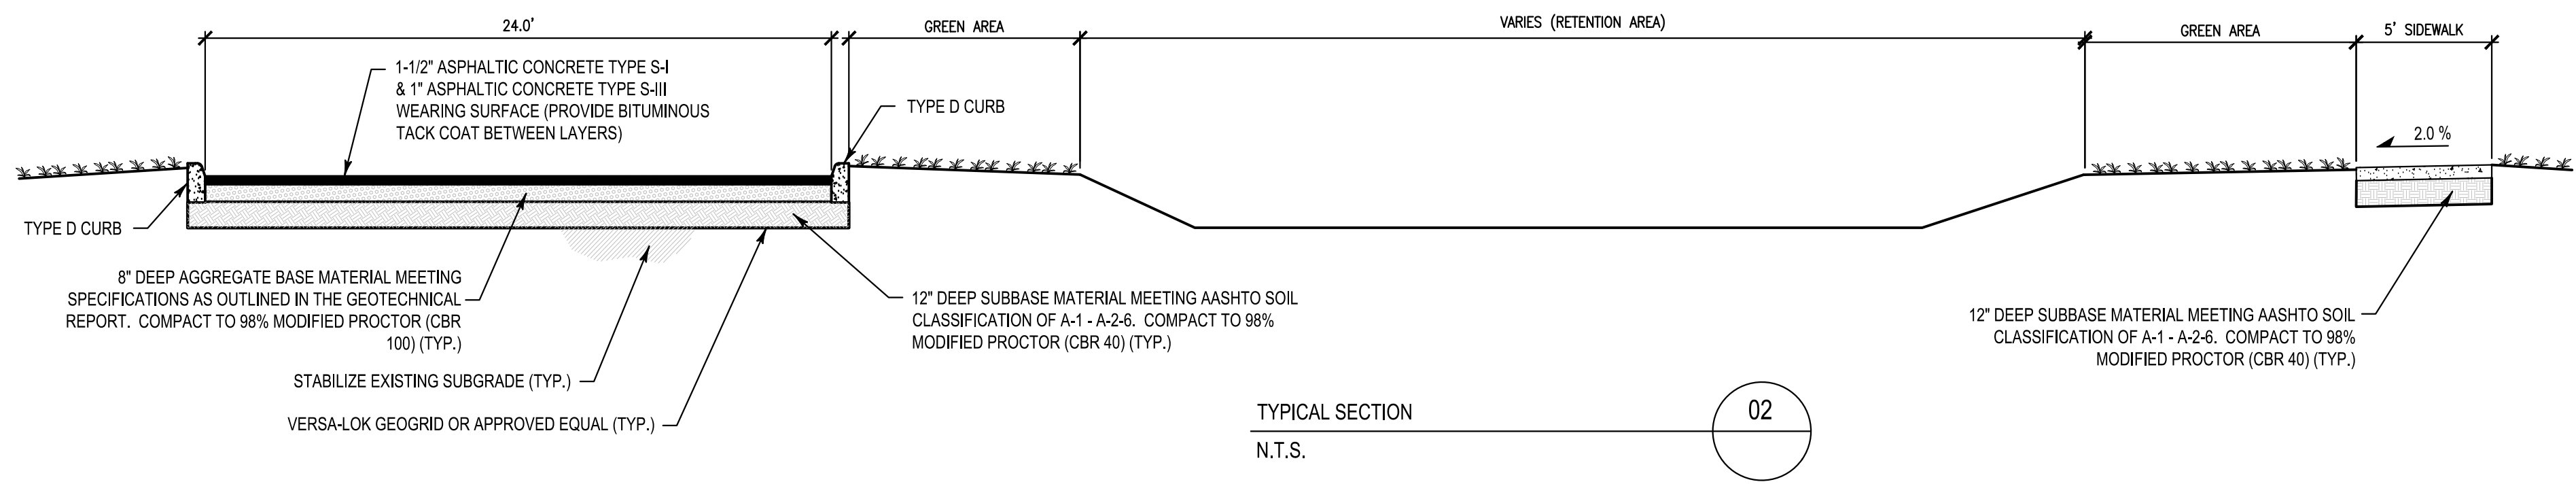 24.0'
GREEN AREA
VARIES (RETENTION AREA)
GREEN AREA
5' SIDEWALK
1-1/2" ASPHALTIC CONCRETE TYPE S-I
& 1" ASPHALTIC CONCRETE TYPE S-III
WEARING SURFACE (PROVIDE BITUMINOUS
TACK COAT BETWEEN LAYERS)
TYPE D CURB
2.0 %
TYPE D CURB
8" DEEP AGGREGATE BASE MATERIAL MEETING
SPECIFICATIONS AS OUTLINED IN THE GEOTECHNICAL
REPORT. COMPACT TO 98% MODIFIED PROCTOR (CBR
100) (TYP.)
12" DEEP SUBBASE MATERIAL MEETING AASHTO SOIL
CLASSIFICATION OF A-1 - A-2-6. COMPACT TO 98%
MODIFIED PROCTOR (CBR 40) (TYP.)
12" DEEP SUBBASE MATERIAL MEETING AASHTO SOIL
CLASSIFICATION OF A-1 - A-2-6. COMPACT TO 98%
MODIFIED PROCTOR (CBR 40) (TYP.)
STABILIZE EXISTING SUBGRADE (TYP.)
VERSA-LOK GEOGRID OR APPROVED EQUAL (TYP.)
TYPICAL SECTION
02
N.T.S.